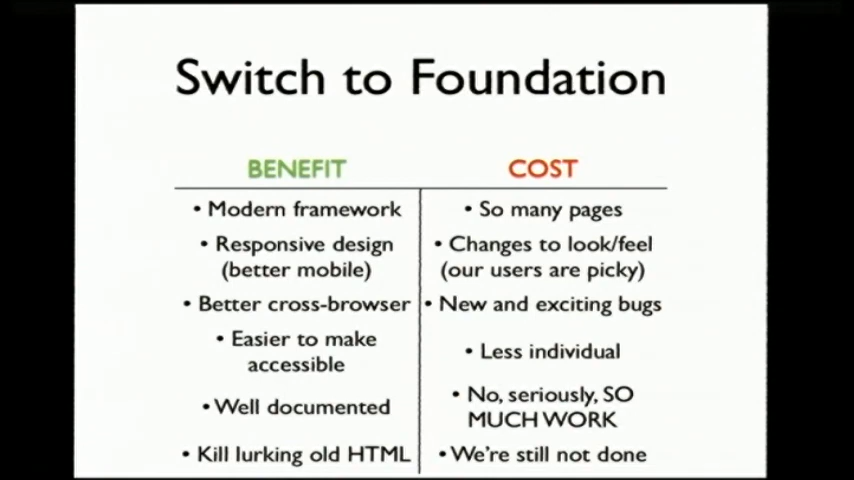 Switch to Foundation
BENEFIT
COST
• Modern framework
• So many pages
• Responsive design
(better mobile)
• Changes to look/feel
(our users are picky)
• Better cross-browser
• New and exciting bugs
• Easier to make
accessible
• Less individual
• Well documented
• No, seriously, SO
MUCH WORK
• Kill lurking old HTML
• We're still not done